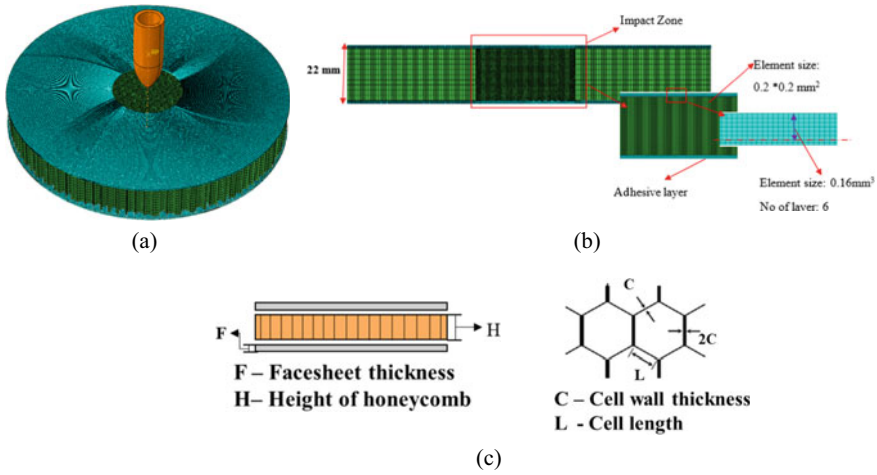 Impact Zone
22 mm
Element size:
0.2 *0.2 mm2
Adhesive layer
Element size: 0.16mm3
No of laver: 6
(a)
(b)
F
H
F – Facesheet thickness
H– Height of honeycomb
C
2C
L
C – Cell wall thickness
L - Cell length
(c)